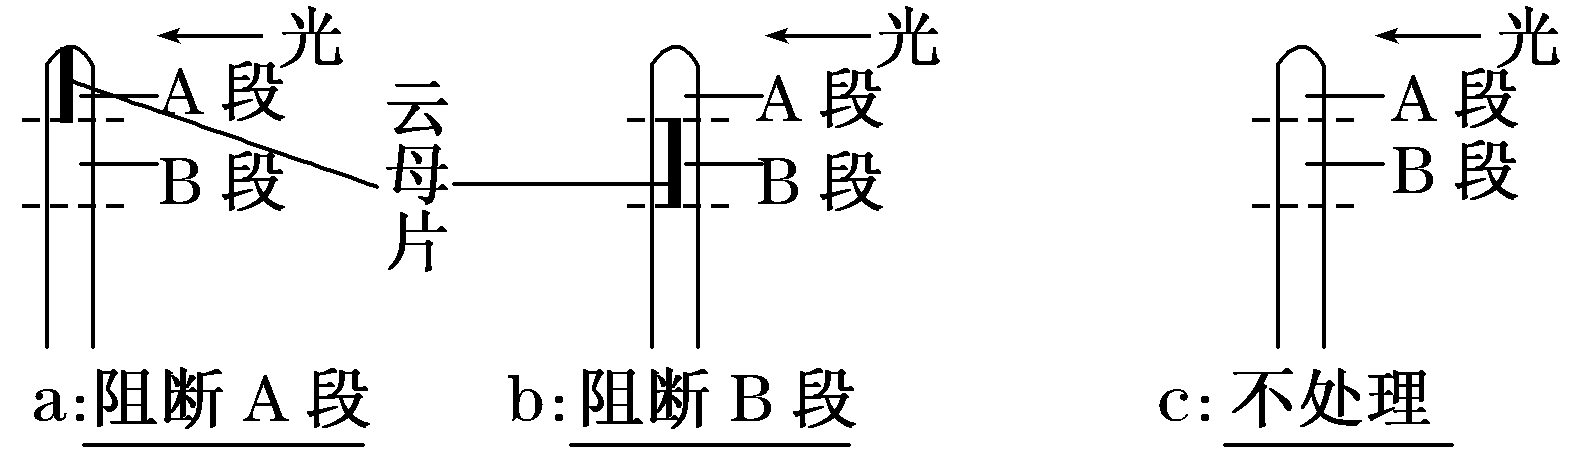 光
A 段
B 段
云母片
光
A 段
B 段
光
A 段
B 段
a:阻断 A 段
b:阻断 B 段
c:不处理